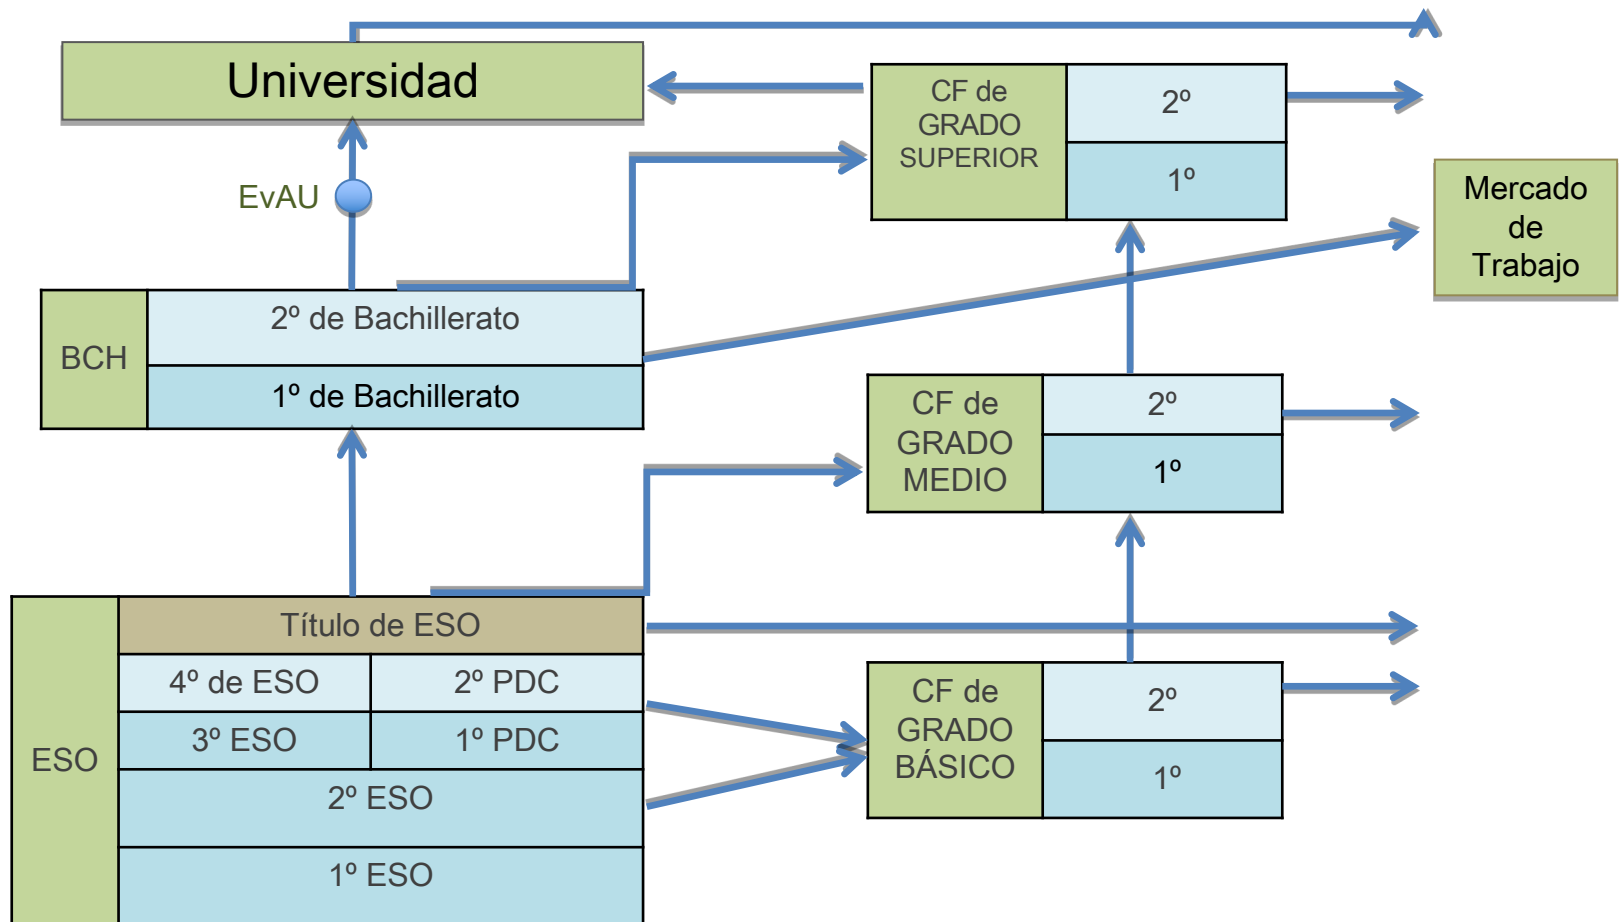 Universidad
EvAU
BCH
2º de Bachillerato
1º de Bachillerato
ESO
Título de ESO
4º de ESO
2º PDC
3º ESO
1º PDC
2º ESO
1º ESO
CF de
GRADO
SUPERIOR
2º
1º
CF de
GRADO
MEDIO
2º
1º
CF de
GRADO
BÁSICO
2º
1º
Mercado
de
Trabajo